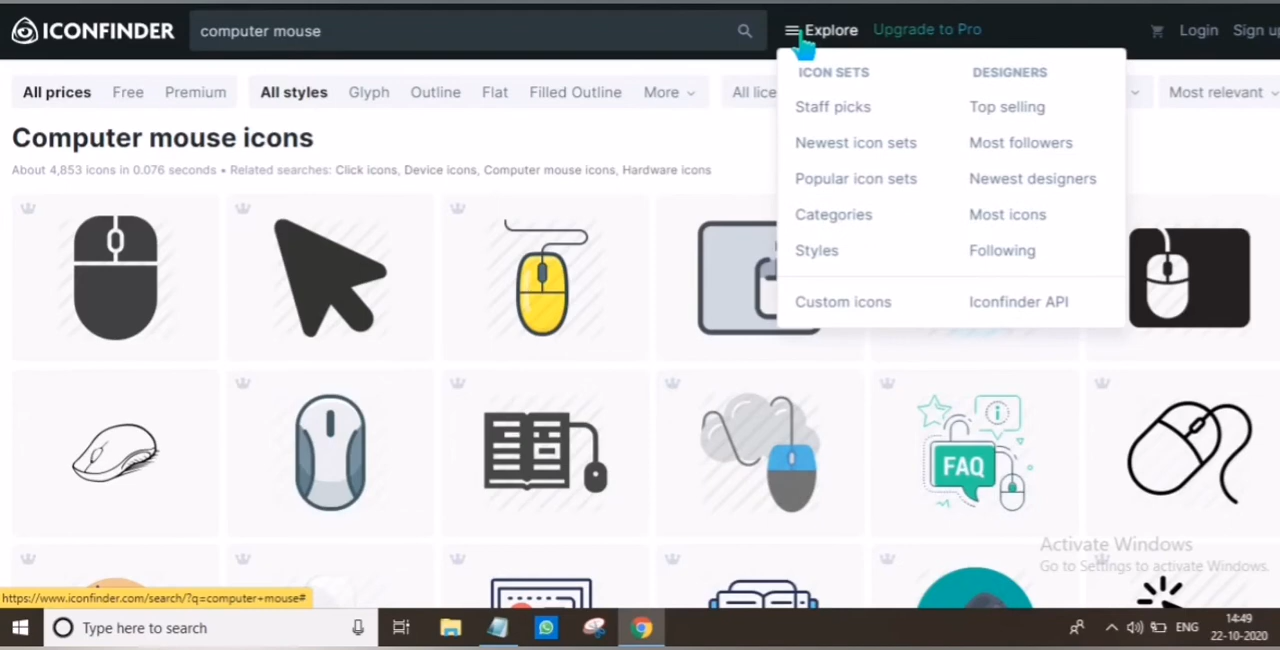 ICONFINDER computer mouse Explore Upgrade to Pro Login Sign up
All prices Free Premium All styles Glyph Outline Flat Filled Outline More All lice Most relevant
ICON SETS DESIGNERS
Staff picks Top selling
Newest icon sets Most followers
Popular icon sets Newest designers
Categories Most icons
Styles Following
Custom icons Iconfinder API
Computer mouse icons
About 4,853 icons in 0.076 seconds • Related searches: Click icons, Device icons, Computer mouse icons, Hardware icons
FAQ
Activate Windows
Go to Settings to activate Windows.
https://www.iconfinder.com/search/?q=computer+mouse#
Type here to search ENG 14:49
22-10-2020